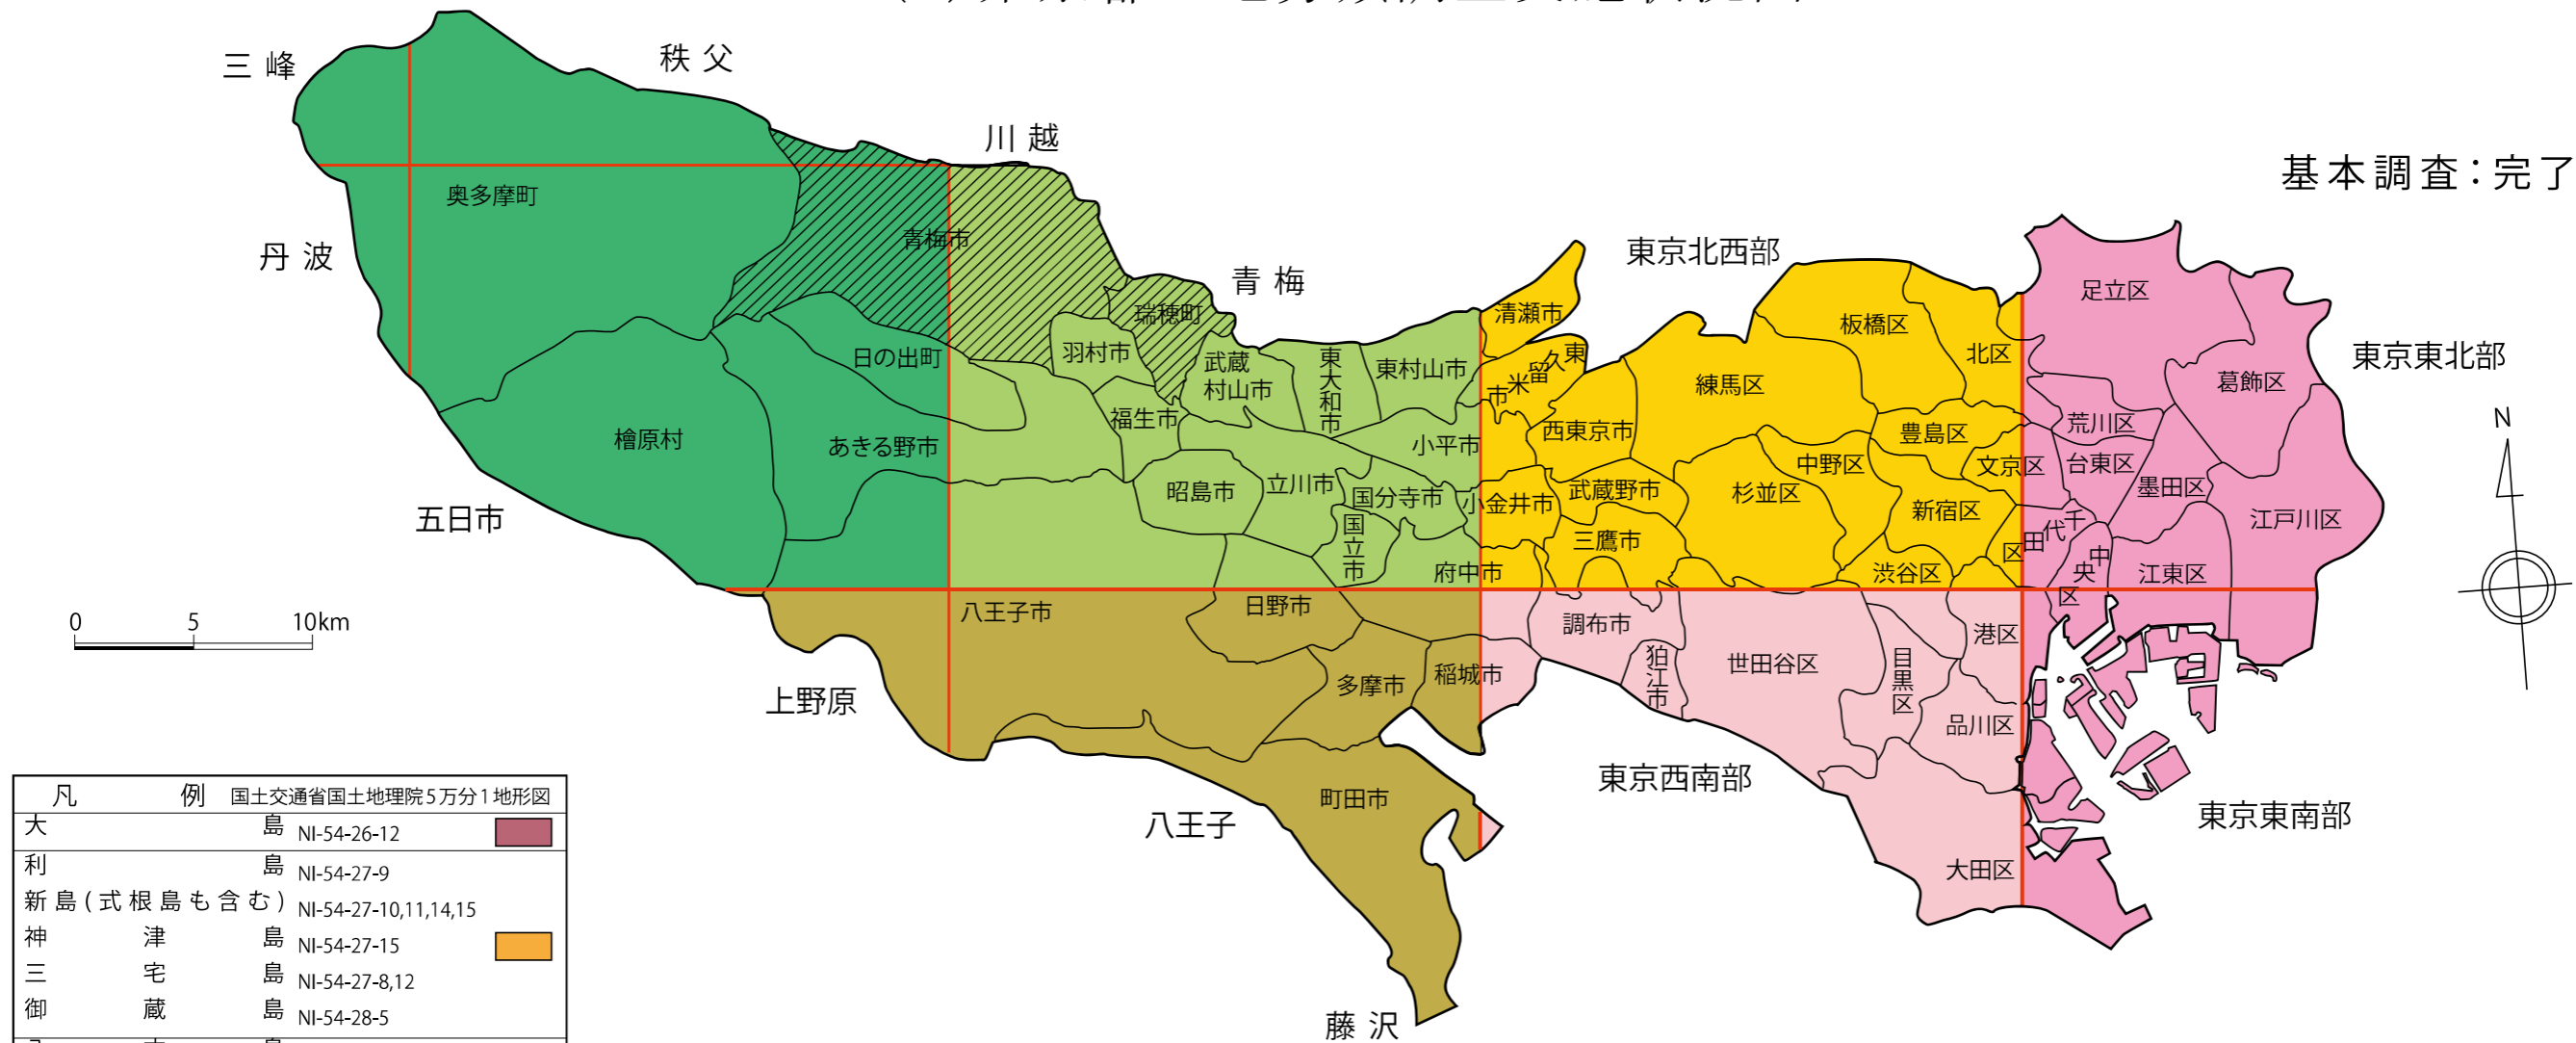 三峰
秩父
川越
基本調査：完了
奥多摩町
丹波
青梅市
青梅
東京北西部
瑞穂町
清瀬市
足立区
板橋区
北区
日の出町
羽村市
武蔵
村山市
東大和市
東村山市
東久留米市
練馬区
葛飾区
東京東北部
N
檜原村
あきる野市
福生市
小平市
西東京市
豊島区
荒川区
中野区
文京区
台東区
昭島市
立川市
国分寺市
小金井市
武蔵野市
杉並区
新宿区
墨田区
江戸川区
五日市
国立市
府中市
三鷹市
渋谷区
千代田区
中央区
江東区
0 5 10km
八王子市
日野市
調布市
港区
上野原
多摩市
稲城市
狛江市
世田谷区
目黒区
品川区
東京西南部
町田市
八王子
東京東南部
大田区
藤沢
凡例 国土交通省国土地理院5万分1地形図
大島 NI-54-26-12
利島 NI-54-27-9
新島(式根島も含む) NI-54-27-10,11,14,15
神津島 NI-54-27-15
三宅島 NI-54-27-8,12
御蔵島 NI-54-28-5